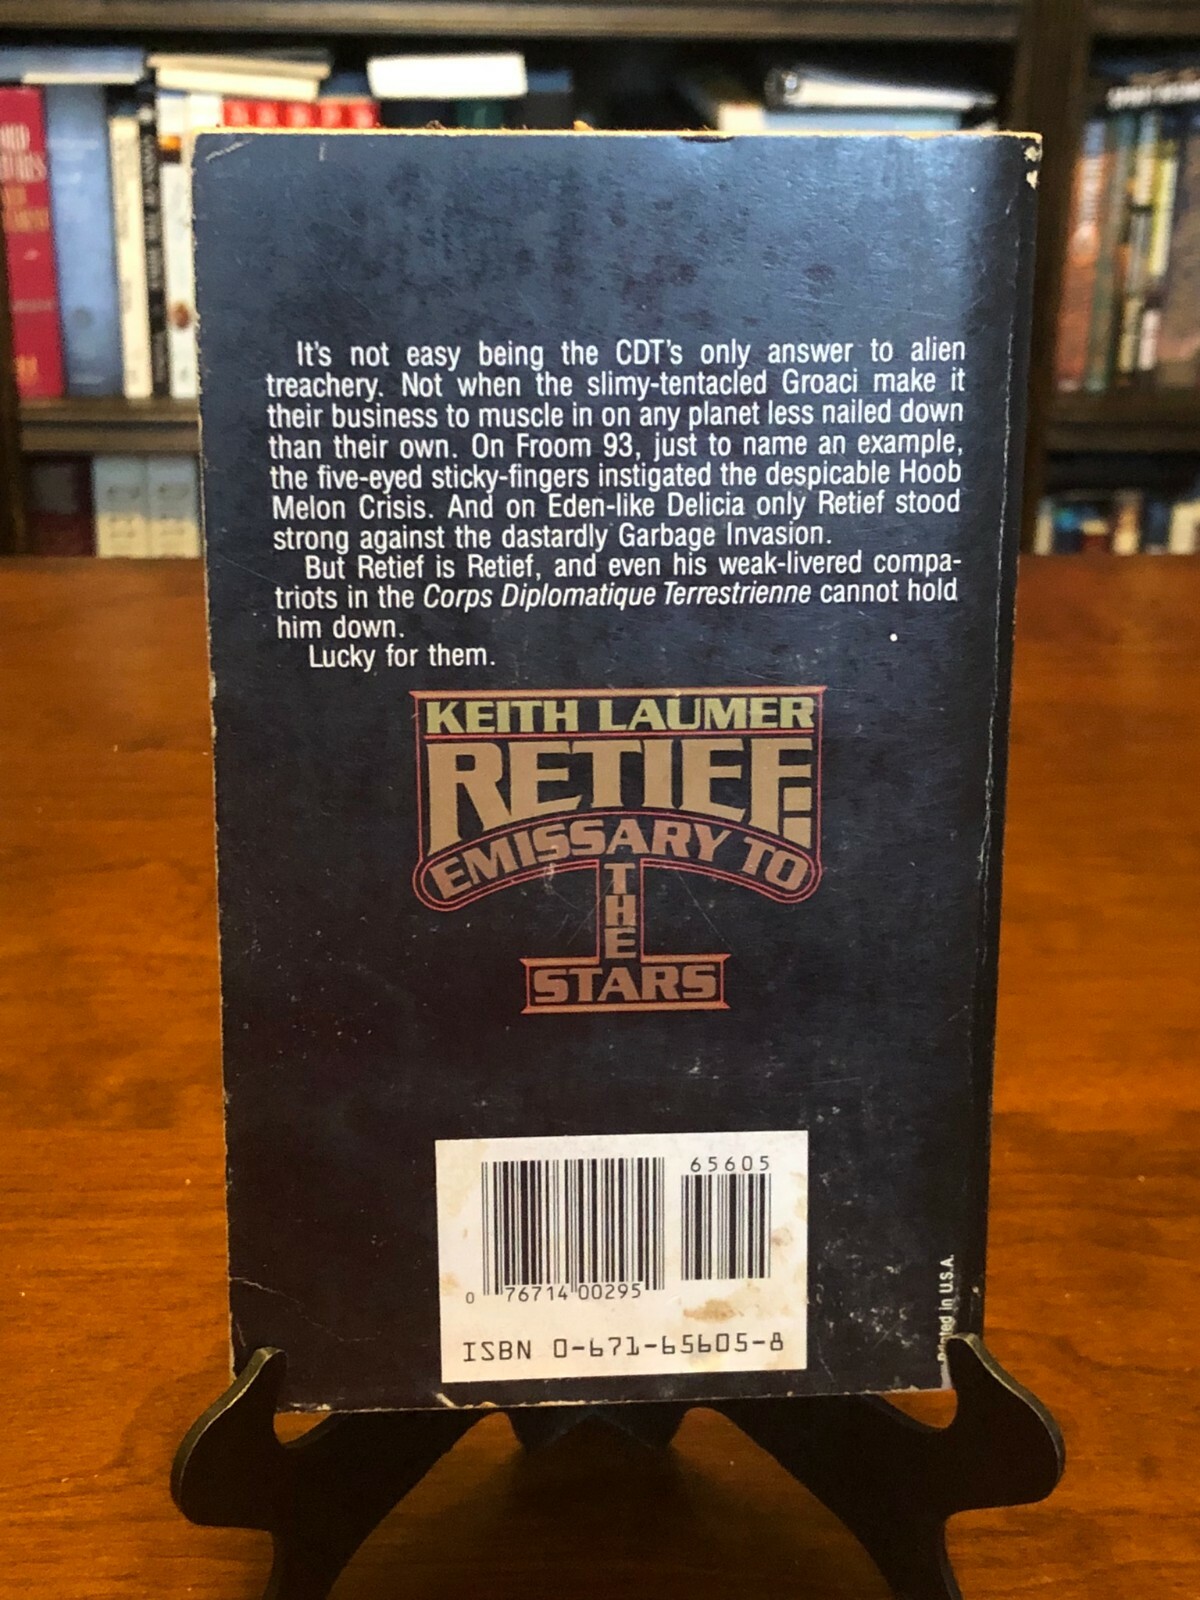 It's not easy being the CDT's only answer to alien
treachery. Not when the slimy-tentacled Groaci make it
their business to muscle in on any planet less nailed down
than their own. On Froom 93, just to name an example,
the five-eyed sticky-fingers instigated the despicable Hoob
Melon Crisis. And on Eden-like Delicia only Retief stood
strong against the dastardly Garbage Invasion.
But Retief is Retief, and even his weak-livered compa-
triots in the Corps Diplomatique Terrestrienne cannot hold
him down.
Lucky for them.
KEITH LAUMER
RETIEF:
EMISSARY TO
THE
STARS
65605
0 76714 00295
ISBN 0-671-65605-8
Printed in U.S.A.